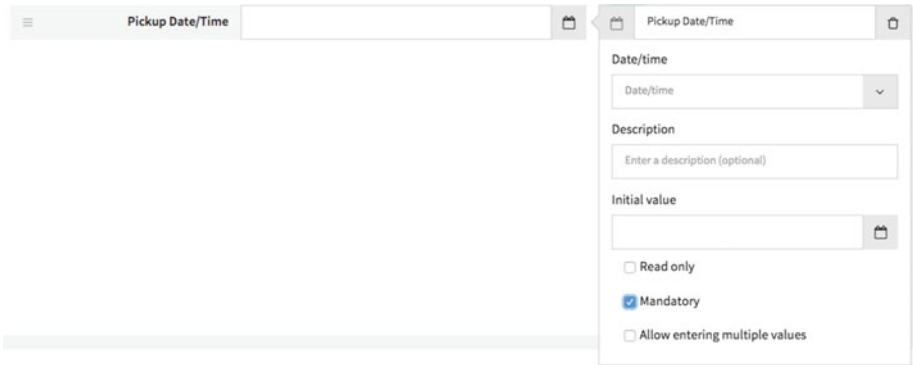 Pickup Date/Time
Pickup Date/Time
Date/time
Date/time
Description
Enter a description (optional)
Initial value
Read only
Mandatory
Allow entering multiple values